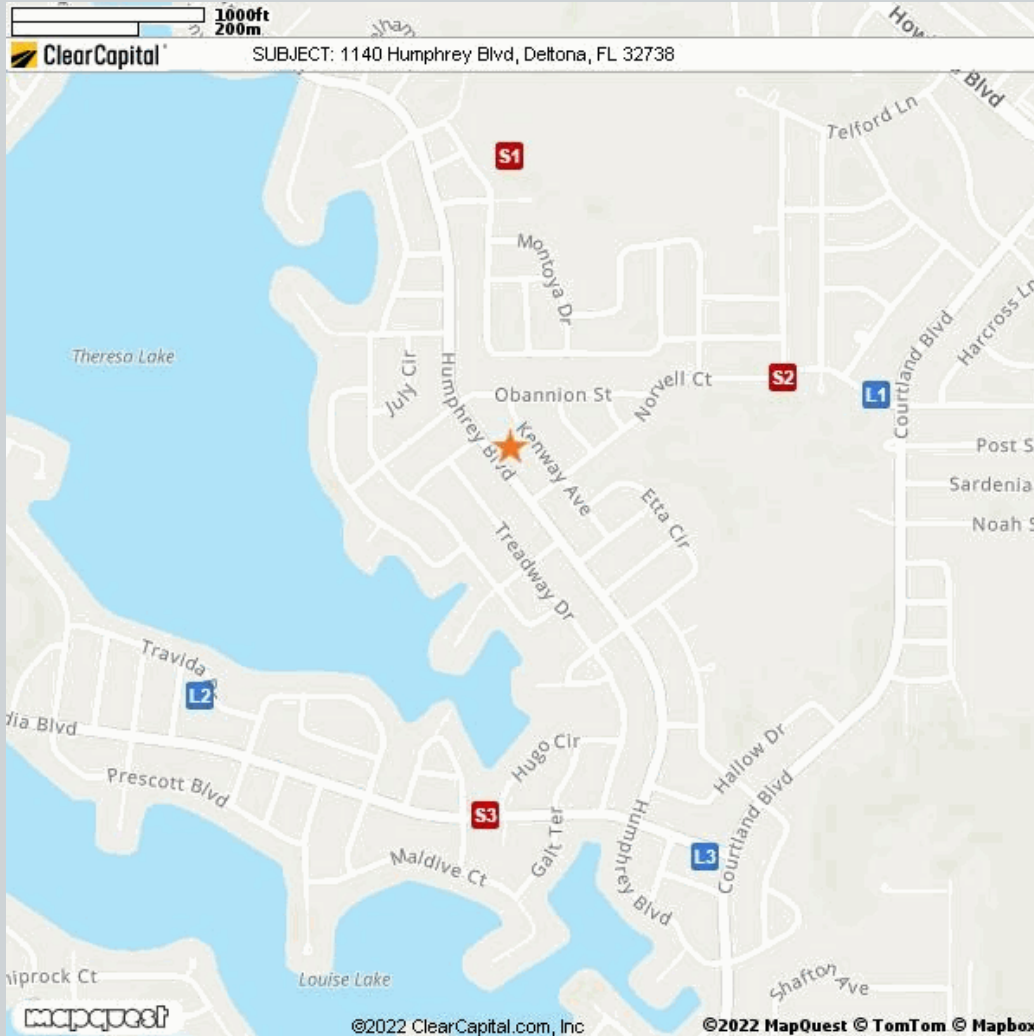 1000ft
200m
ClearCapital
SUBJECT: 1140 Humphrey Blvd, Deltona, FL 32738
Blvd
Telford Ln
S1
Montoya Dr
Harcross Ln
Theresa Lake
July Cir
Humphrey Blvd
Obannion St
Norvell Ct
S2
L1
Courtland Blvd
Kenway Ave
Post S
Sardenia
Noah S
Etta Cir
Treadway Dr
Travida
L2
dia Blvd
Prescott Blvd
Hugo Cir
Hallow Dr
S3
Galt Ter
Humphrey Blvd
L3
Courtland Blvd
Maldive Ct
Louise Lake
hiprock Ct
Shafton Ave
mapquest
©2022 ClearCapital.com, Inc
©2022 MapQuest © TomTom © Mapbox